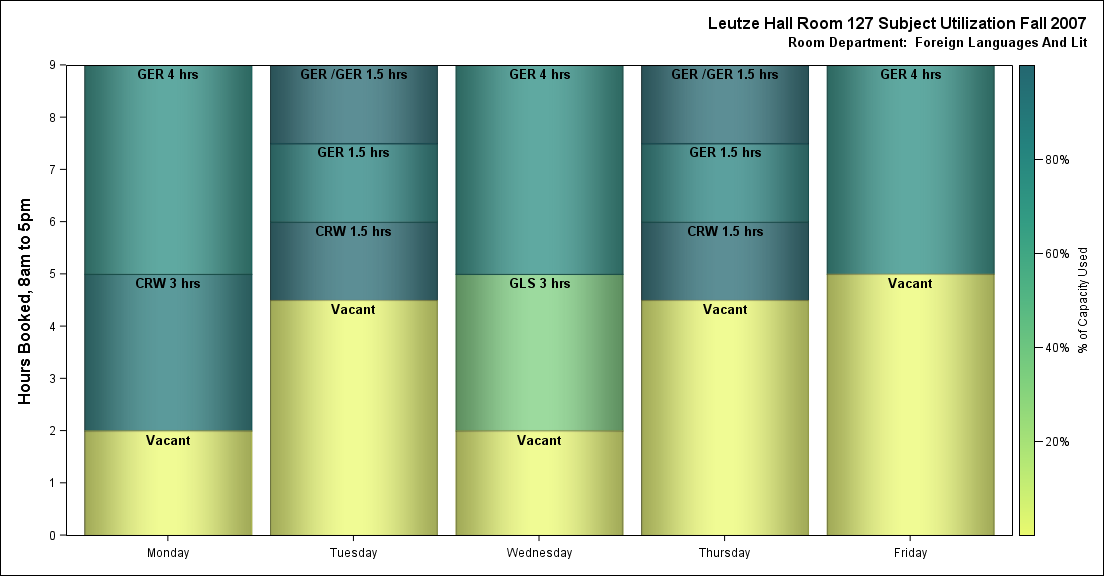 Leutze Hall Room 127 Subject Utilization Fall 2007
Room Department:  Foreign Languages And Lit
Hours Booked, 8am to 5pm
9
8
7
6
5
4
3
2
1
0
GER 4 hrs
CRW 3 hrs
Vacant
Monday
GER /GER 1.5 hrs
GER 1.5 hrs
CRW 1.5 hrs
Vacant
Tuesday
GER 4 hrs
GLS 3 hrs
Vacant
Wednesday
GER /GER 1.5 hrs
GER 1.5 hrs
CRW 1.5 hrs
Vacant
Thursday
GER 4 hrs
Vacant
Friday
80%
60%
40%
20%
% of Capacity Used